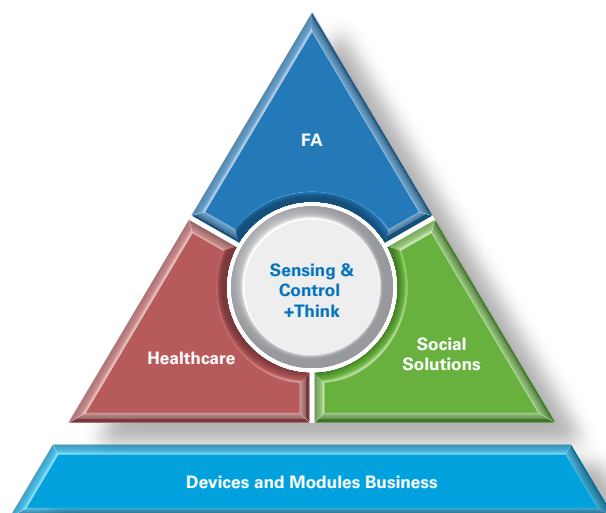 FA
Sensing &
Control
+Think
Healthcare
Social
Solutions
Devices and Modules Business